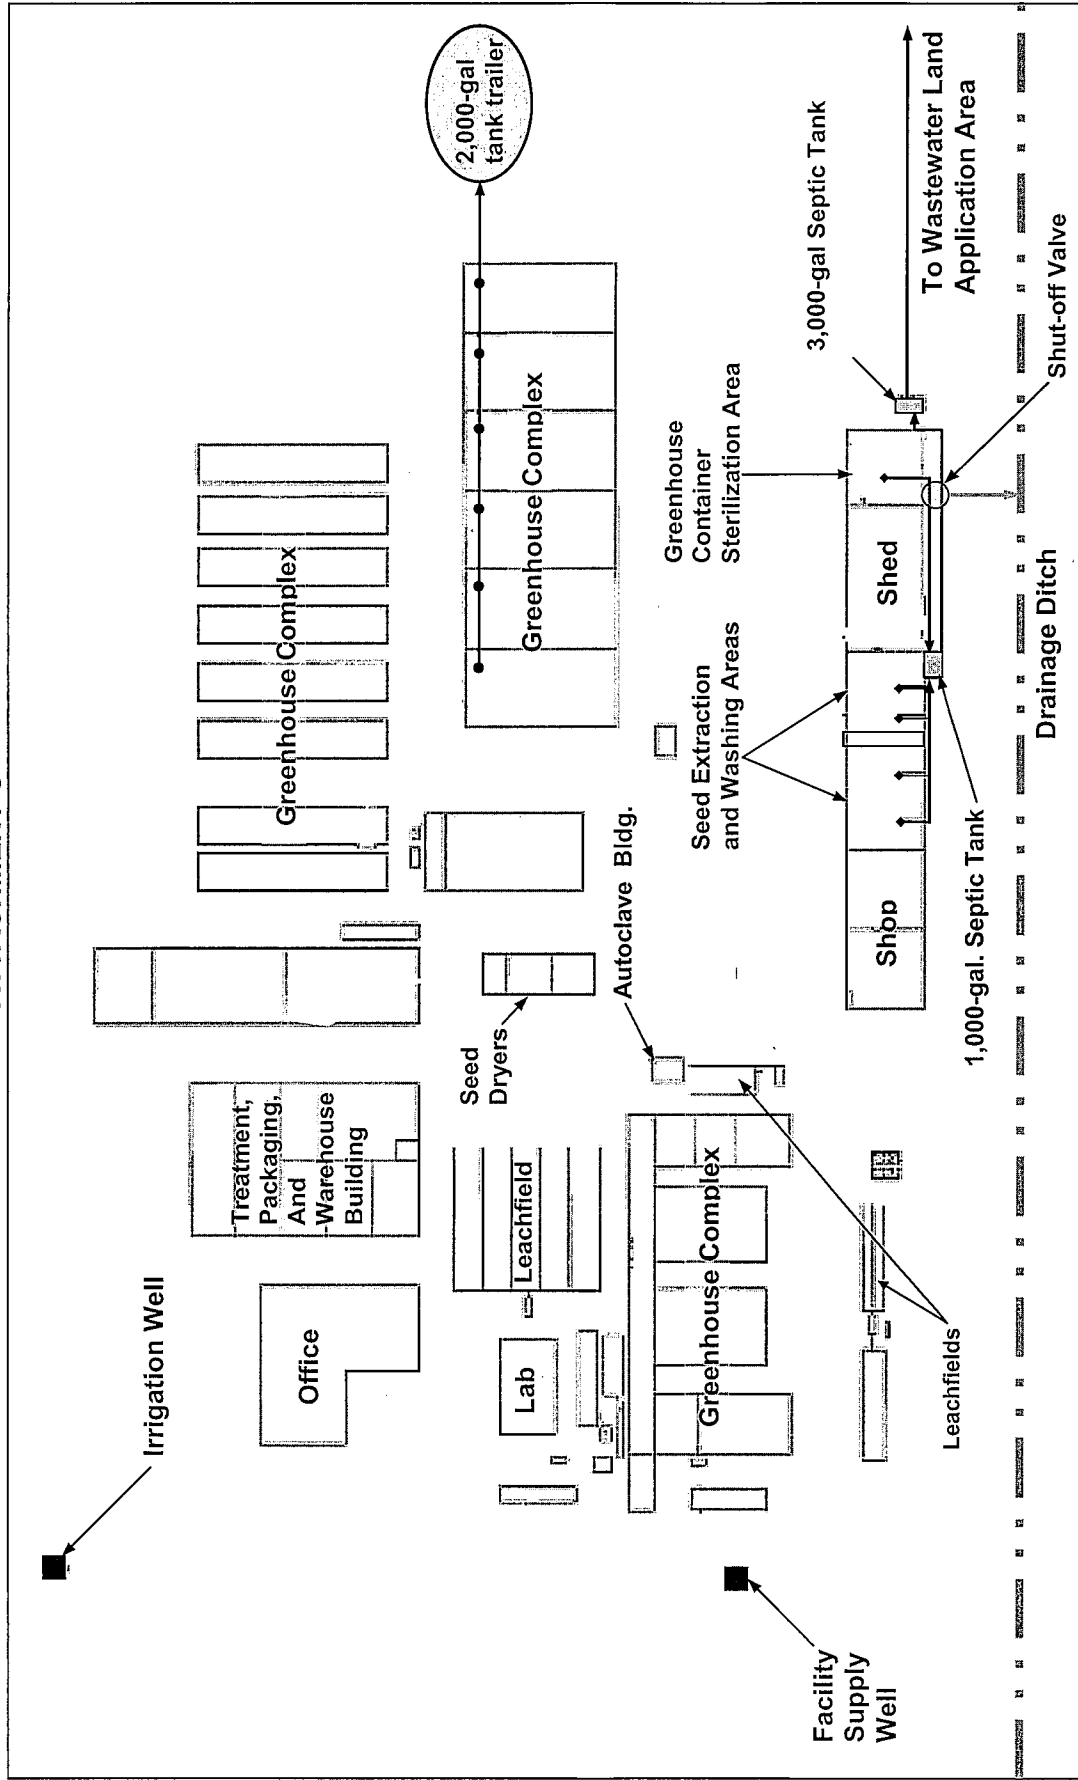 Irrigation Well
Office
Treatment,
Packaging,
And
Warehouse
Building
Greenhouse Complex
2,000-gal
tank trailer
Lab
Leachfield
Seed
Dryers
Greenhouse Complex
Autoclave Bldg.
Greenhouse Complex
Seed Extraction
and Washing Areas
Greenhouse
Container
Sterilization Area
3,000-gal Septic Tank
Facility
Supply
Well
Leachfields
Shop
Shed
1,000-gal. Septic Tank
To Wastewater Land
Application Area
Drainage Ditch
Shut-off Valve